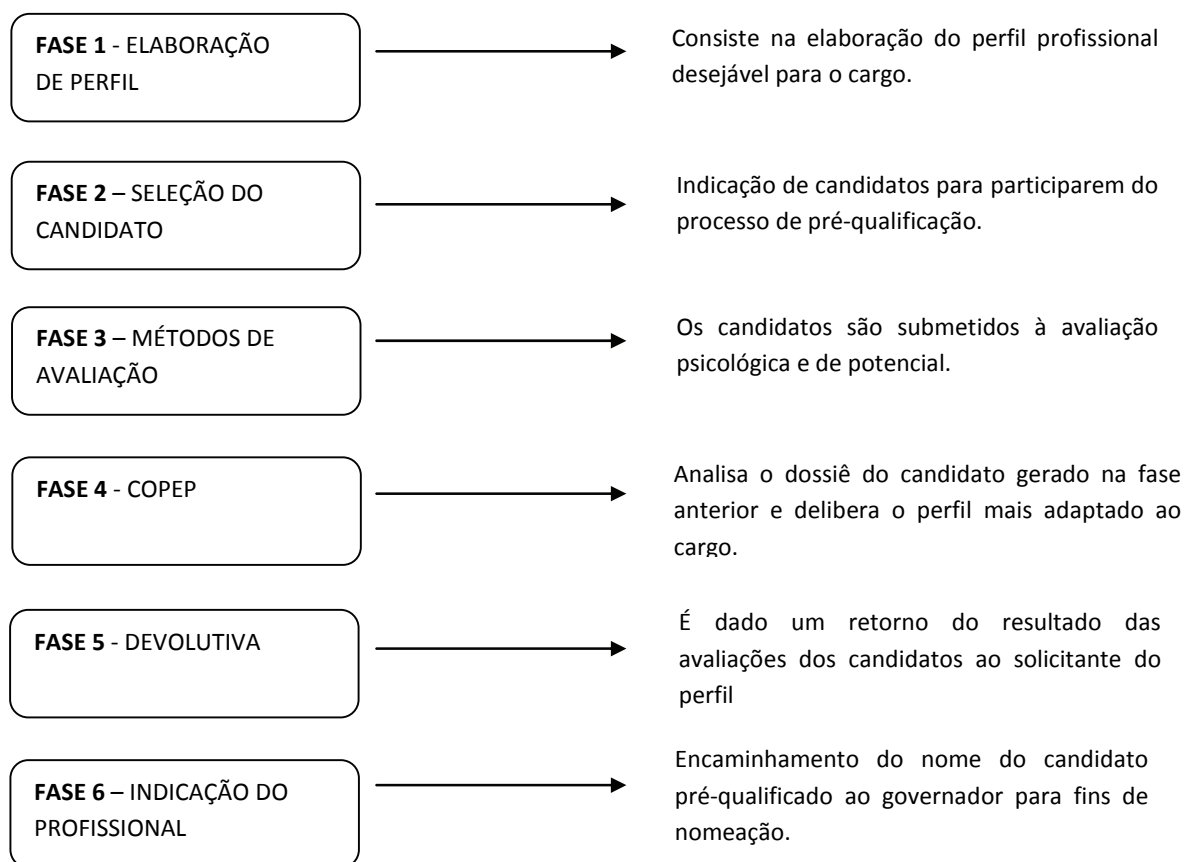 FASE 1 - ELABORAÇÃO
DE PERFIL
Consiste na elaboração do perfil profissional
desejável para o cargo.
FASE 2 – SELEÇÃO DO
CANDIDATO
Indicação de candidatos para participarem do
processo de pré-qualificação.
FASE 3 – MÉTODOS DE
AVALIAÇÃO
Os candidatos são submetidos à avaliação
psicológica e de potencial.
FASE 4 - COPEP
Analisa o dossiê do candidato gerado na fase
anterior e delibera o perfil mais adaptado ao
cargo.
FASE 5 - DEVOLUTIVA
É dado um retorno do resultado das
avaliações dos candidatos ao solicitante do
perfil
FASE 6 – INDICAÇÃO DO
PROFISSIONAL
Encaminhamento do nome do candidato
pré-qualificado ao governador para fins de
nomeação.